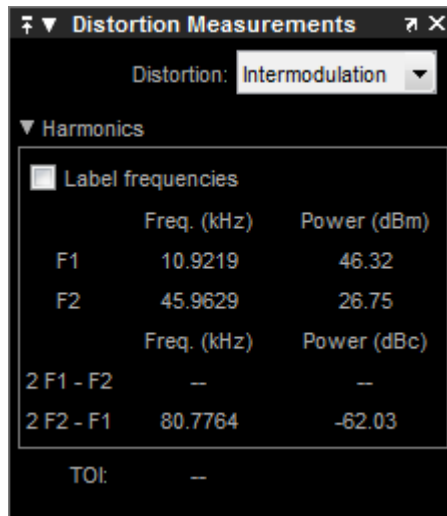 Distortion Measurements
Distortion: Intermodulation
Harmonics
Label frequencies
Freq. (kHz) Power (dBm)
F1 10.9219 46.32
F2 45.9629 26.75
Freq. (kHz) Power (dBc)
2 F1 - F2 -- --
2 F2 - F1 80.7764 -62.03
TOI: --